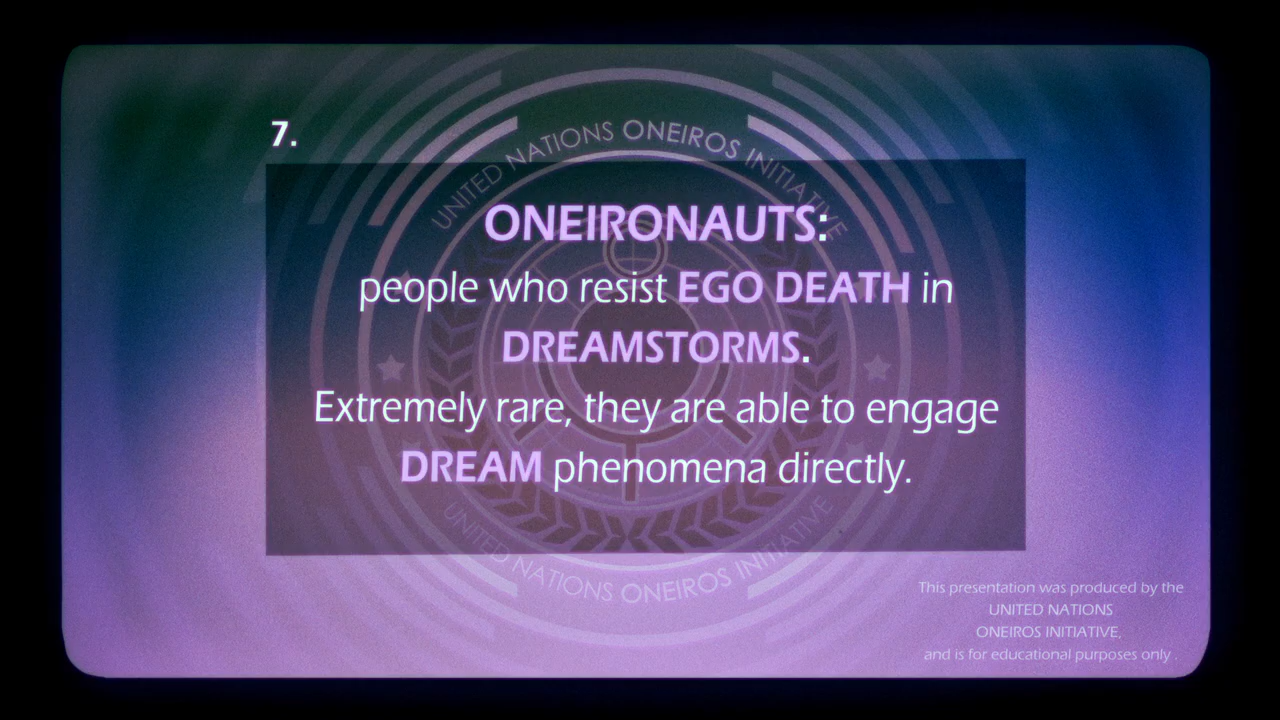 7.
UNITED NATIONS ONEIROS INITIATIVE
ONEIRONAUTS:
people who resist EGO DEATH in
DREAMSTORMS.
Extremely rare, they are able to engage
DREAM phenomena directly.
UNITED NATIONS ONEIROS INITIATIVE
This presentation was produced by the
UNITED NATIONS
ONEIROS INITIATIVE,
and is for educational purposes only .